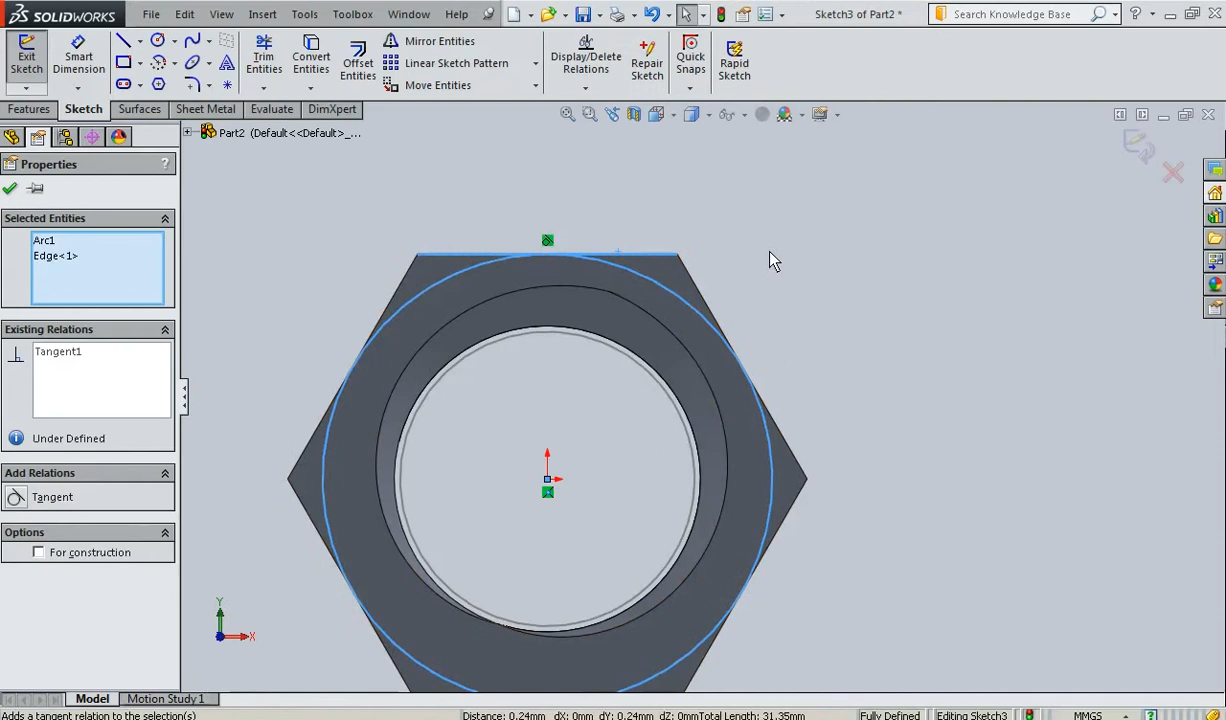 SOLIDWORKS File Edit View Insert Tools Toolbox Window Help Sketch3 of Part2 * Search Knowledge Base ?
Exit Sketch
Smart Dimension
Trim Entities
Convert Entities
Offset Entities
Mirror Entities
Linear Sketch Pattern
Move Entities
Display/Delete Relations
Repair Sketch
Quick Snaps
Rapid Sketch
Features Sketch Surfaces Sheet Metal Evaluate DimXpert
Part2 (Default<<Default>_...
Properties ?
Selected Entities
Arc1
Edge<1>
Existing Relations
Tangent1
Under Defined
Add Relations
Tangent
Options
For construction
Y
X
Model Motion Study 1
Adds a tangent relation to the selection(s) Distance: 0.24mm dX: 0mm dY: 0.24mm dZ: 0mm Total Length: 31.35mm Fully Defined Editing Sketch3 MMGS ?